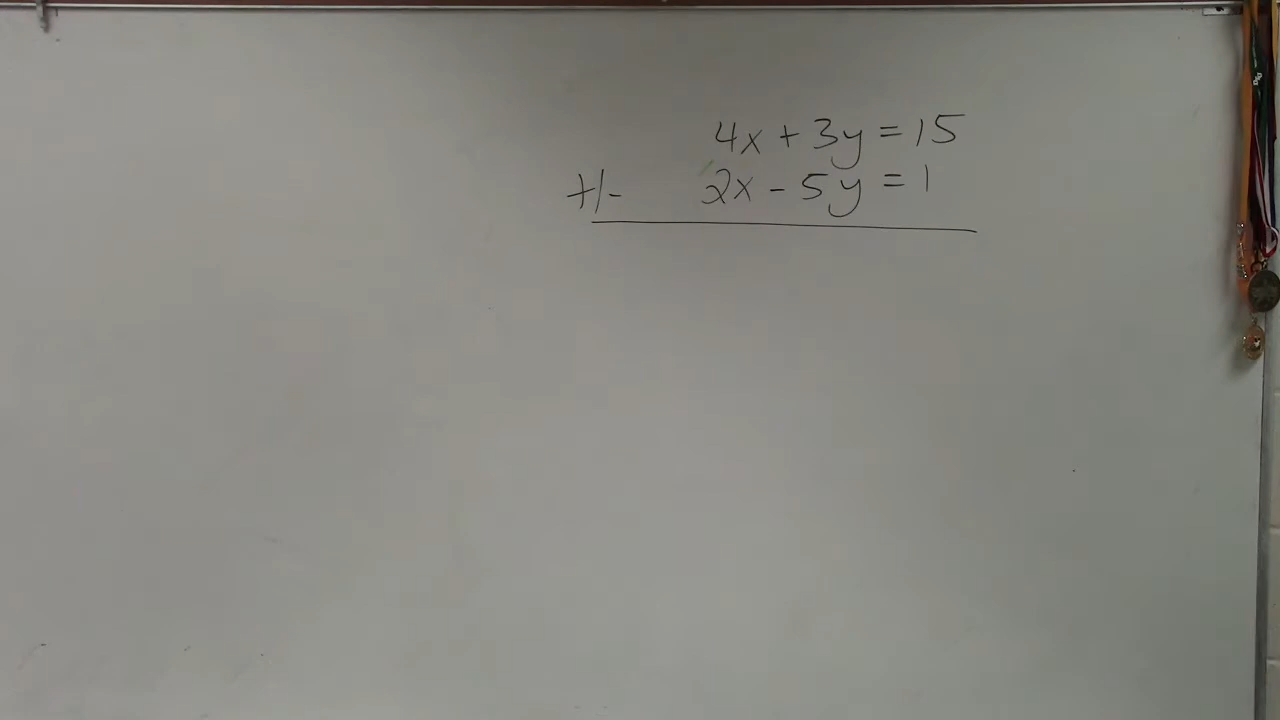 4x + 3y = 15
+/- 2x - 5y = 1